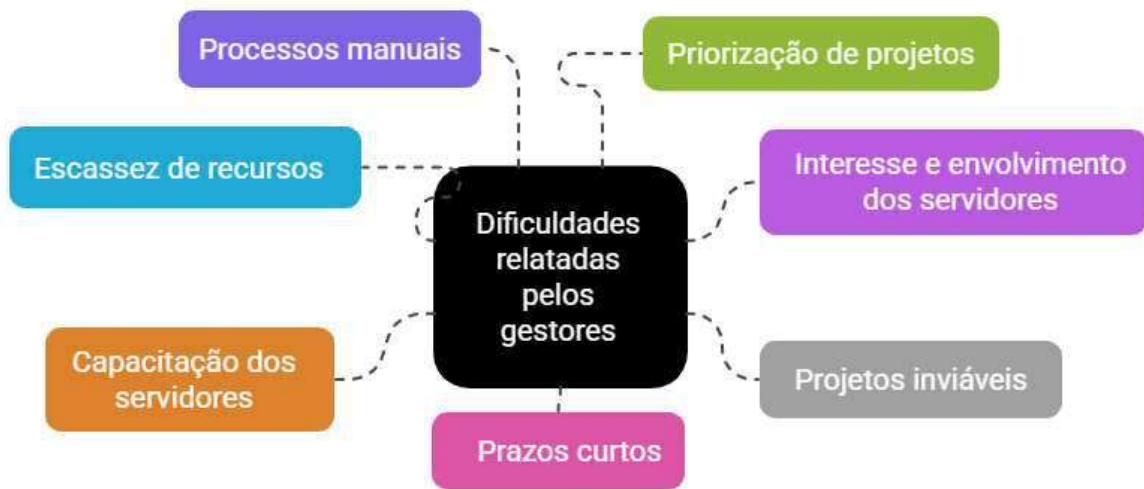 Processos manuais
Priorização de projetos
Escassez de recursos
Interesse e envolvimento
dos servidores
Dificuldades
relatadas
pelos
gestores
Capacitação dos
servidores
Projetos inviáveis
Prazos curtos